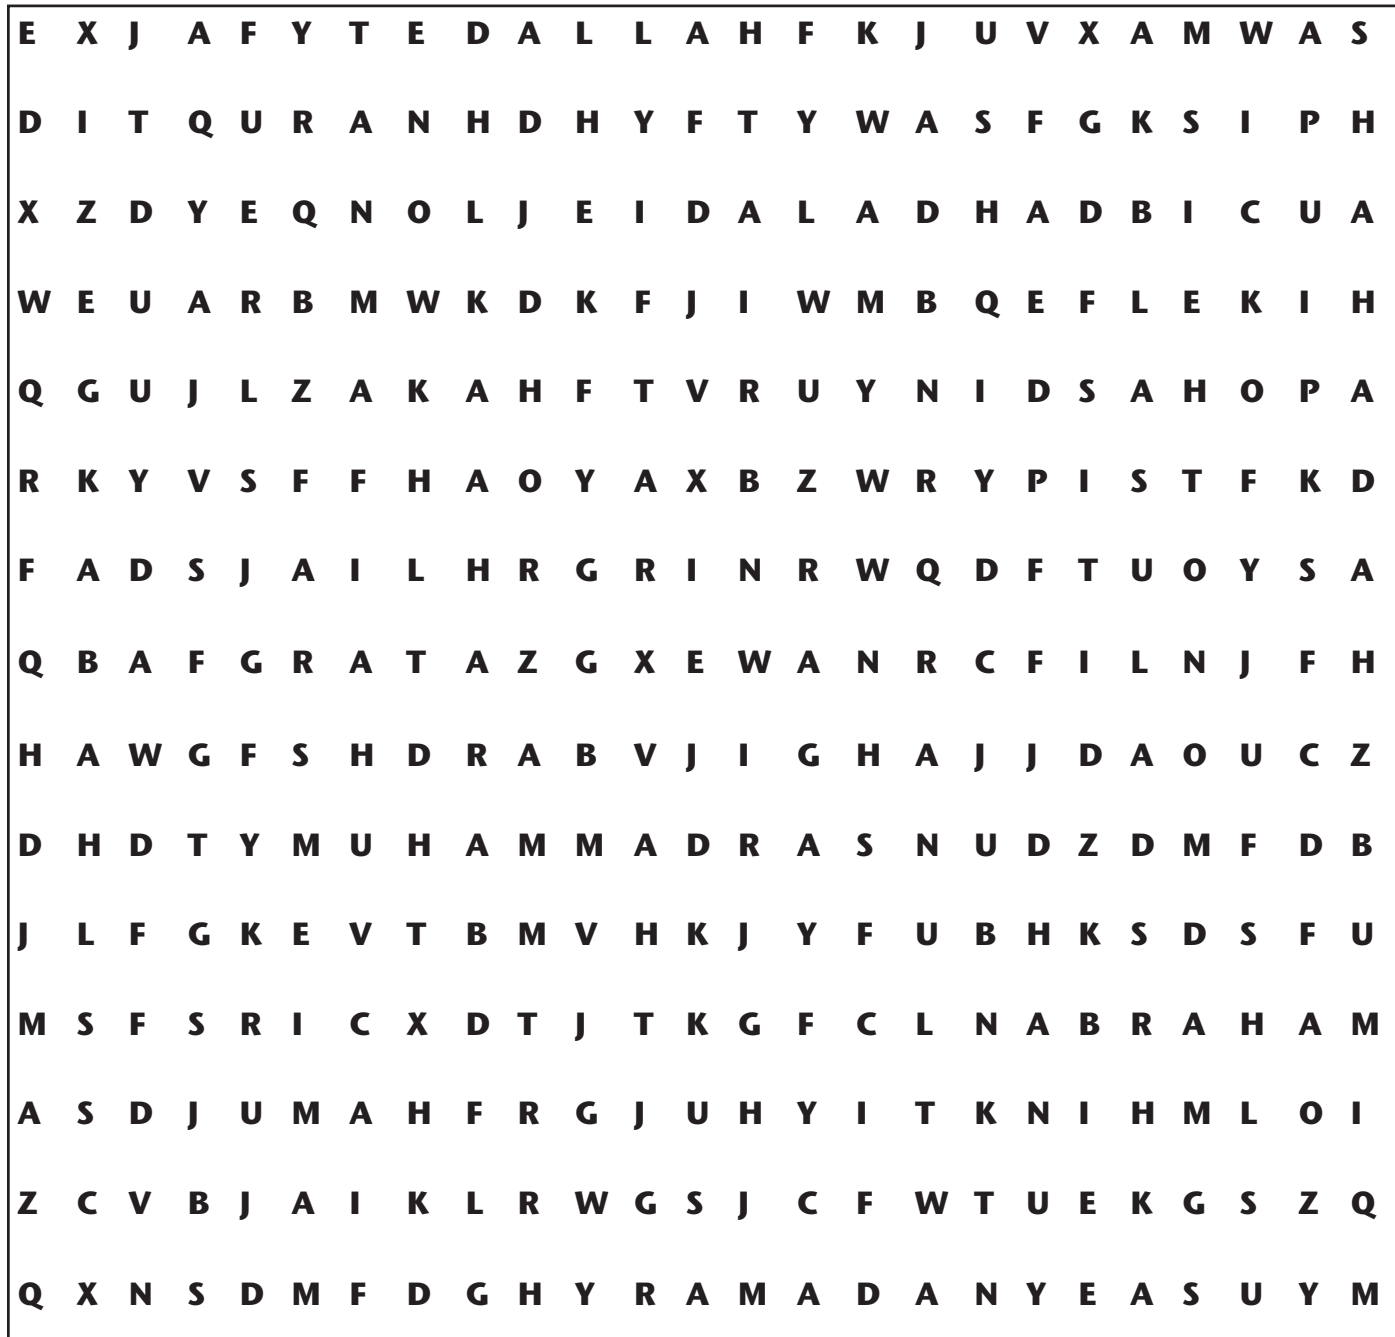 E X J A F Y T E D A L L A H F K J U V X A M W A S
D I T Q U R A N H D H Y F T Y W A S F G K S I P H
X Z D Y E Q N O L J E I D A L A D H A D B I C U A
W E U A R B M W K D K F J I W M B Q E F L E K I H
Q G U J L Z A K A H F T V R U Y N I D S A H O P A
R K Y V S F F H A O Y A X B Z W R Y P I S T F K D
F A D S J A I L H R G R I N R W Q D F T U O Y S A
Q B A F G R A T A Z G X E W A N R C F I L N J F H
H A W G F S H D R A B V J I G H A J J D A O U C Z
D H D T Y M U H A M M A D R A S N U D Z D M F D B
J L F G K E V T B M V H K J Y F U B H K S D S F U
M S F S R I C X D T J T K G F C L N A B R A H A M
A S D J U M A H F R G J U H Y I T K N I H M L O I
Z C V B J A I K L R W G S J C F W T U E K G S Z Q
Q X N S D M F D G H Y R A M A D A N Y E A S U Y M